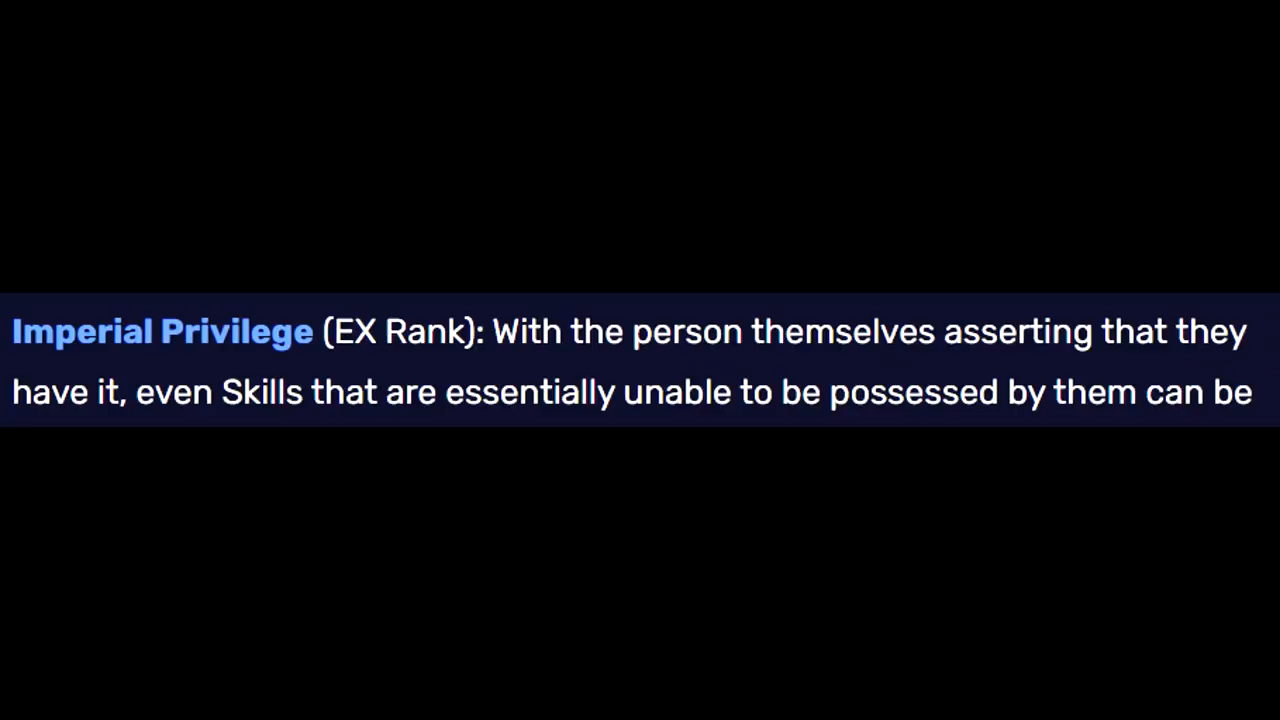 Imperial Privilege (EX Rank): With the person themselves asserting that they
have it, even Skills that are essentially unable to be possessed by them can be